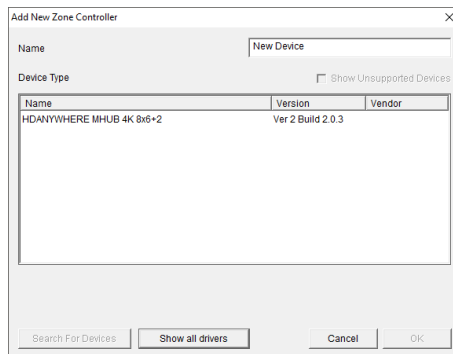 Add New Zone Controller
Name New Device
Device Type Show Unsupported Devices
Name Version Vendor
HDANYWHERE MHUB 4K 8x6+2 Ver 2 Build 2.0.3
Search For Devices Show all drivers Cancel OK